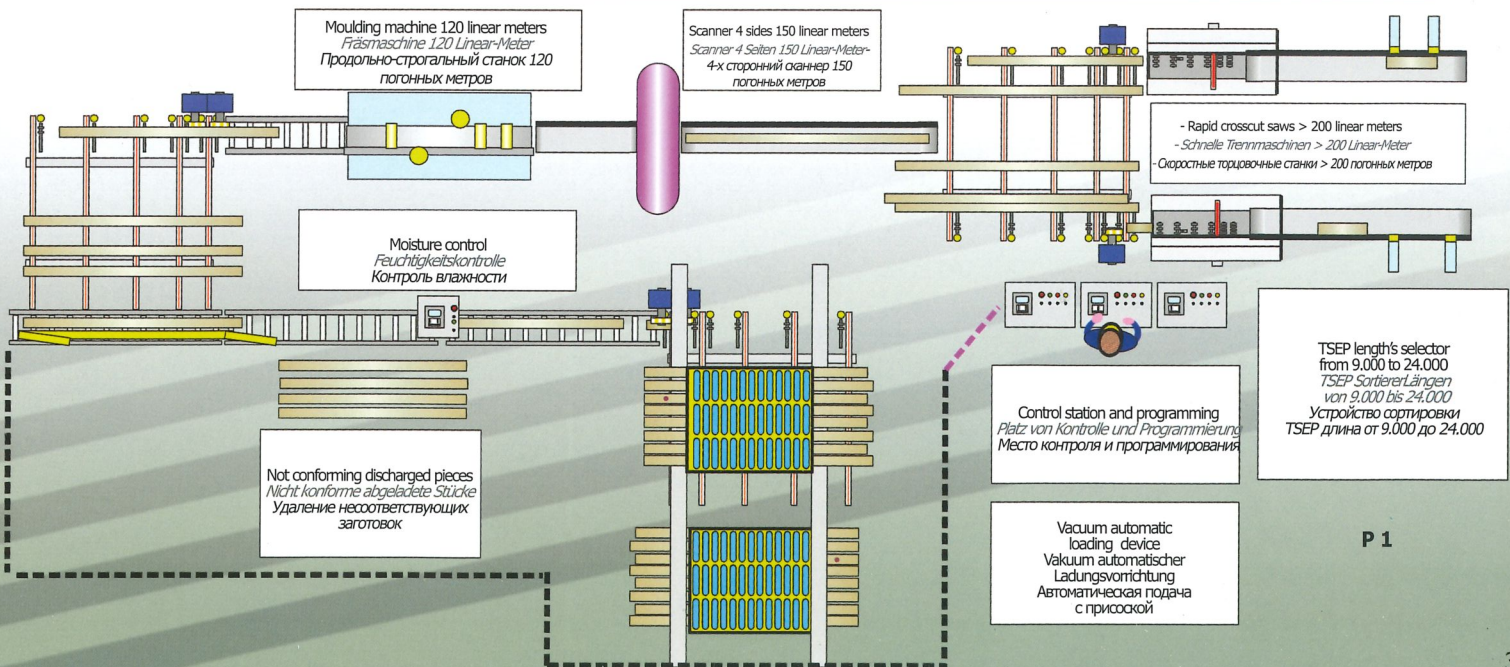 Moulding machine 120 linear meters
Fräsmaschine 120 Linear-Meter
Продольно-строгальный станок 120
погонных метров
Scanner 4 sides 150 linear meters
Scanner 4 Seiten 150 Linear-Meter-
4-х сторонний сканнер 150
погонных метров
- Rapid crosscut saws > 200 linear meters
- Schnelle Trennmaschinen > 200 Linear-Meter
- Скоростные торцовочные станки > 200 погонных метров
Moisture control
Feuchtigkeitskontrolle
Контроль влажности
Not conforming discharged pieces
Nicht konforme abgeladete Stücke
Удаление несоответствующих
заготовок
Control station and programming
Platz von Kontrolle und Programmierung
Место контроля и программирования
TSEP length's selector
from 9.000 to 24.000
TSEP SortiererLängen
von 9.000 bis 24.000
Устройство сортировки
TSEP длина от 9.000 до 24.000
Vacuum automatic
loading device
Vakuum automatischer
Ladungsvorrichtung
Автоматическая подача
с присоской
P 1